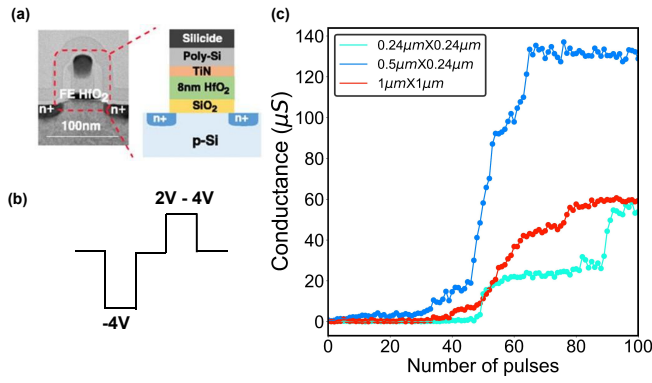 (a)
FE HfO₂
n+
n+
100nm
Silicide
Poly-Si
TiN
8nm HfO₂
SiO₂
n+
n+
p-Si
(b)
2V - 4V
-4V
(c)
Conductance (μS)
140
120
100
80
60
40
20
0
0.24μmX0.24μm
0.5μmX0.24μm
1μmX1μm
0
20
40
60
80
100
Number of pulses